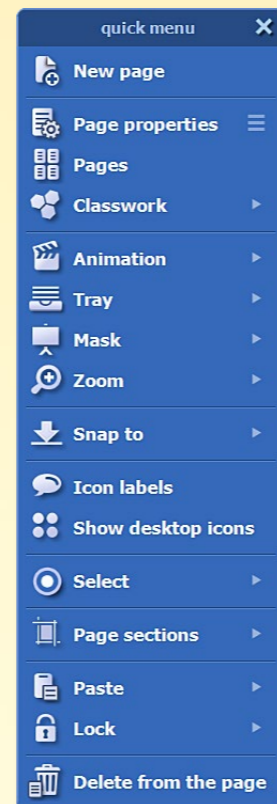 quick menu
New page
Page properties
Pages
Classwork
Animation
Tray
Mask
Zoom
Snap to
Icon labels
Show desktop icons
Select
Page sections
Paste
Lock
Delete from the page